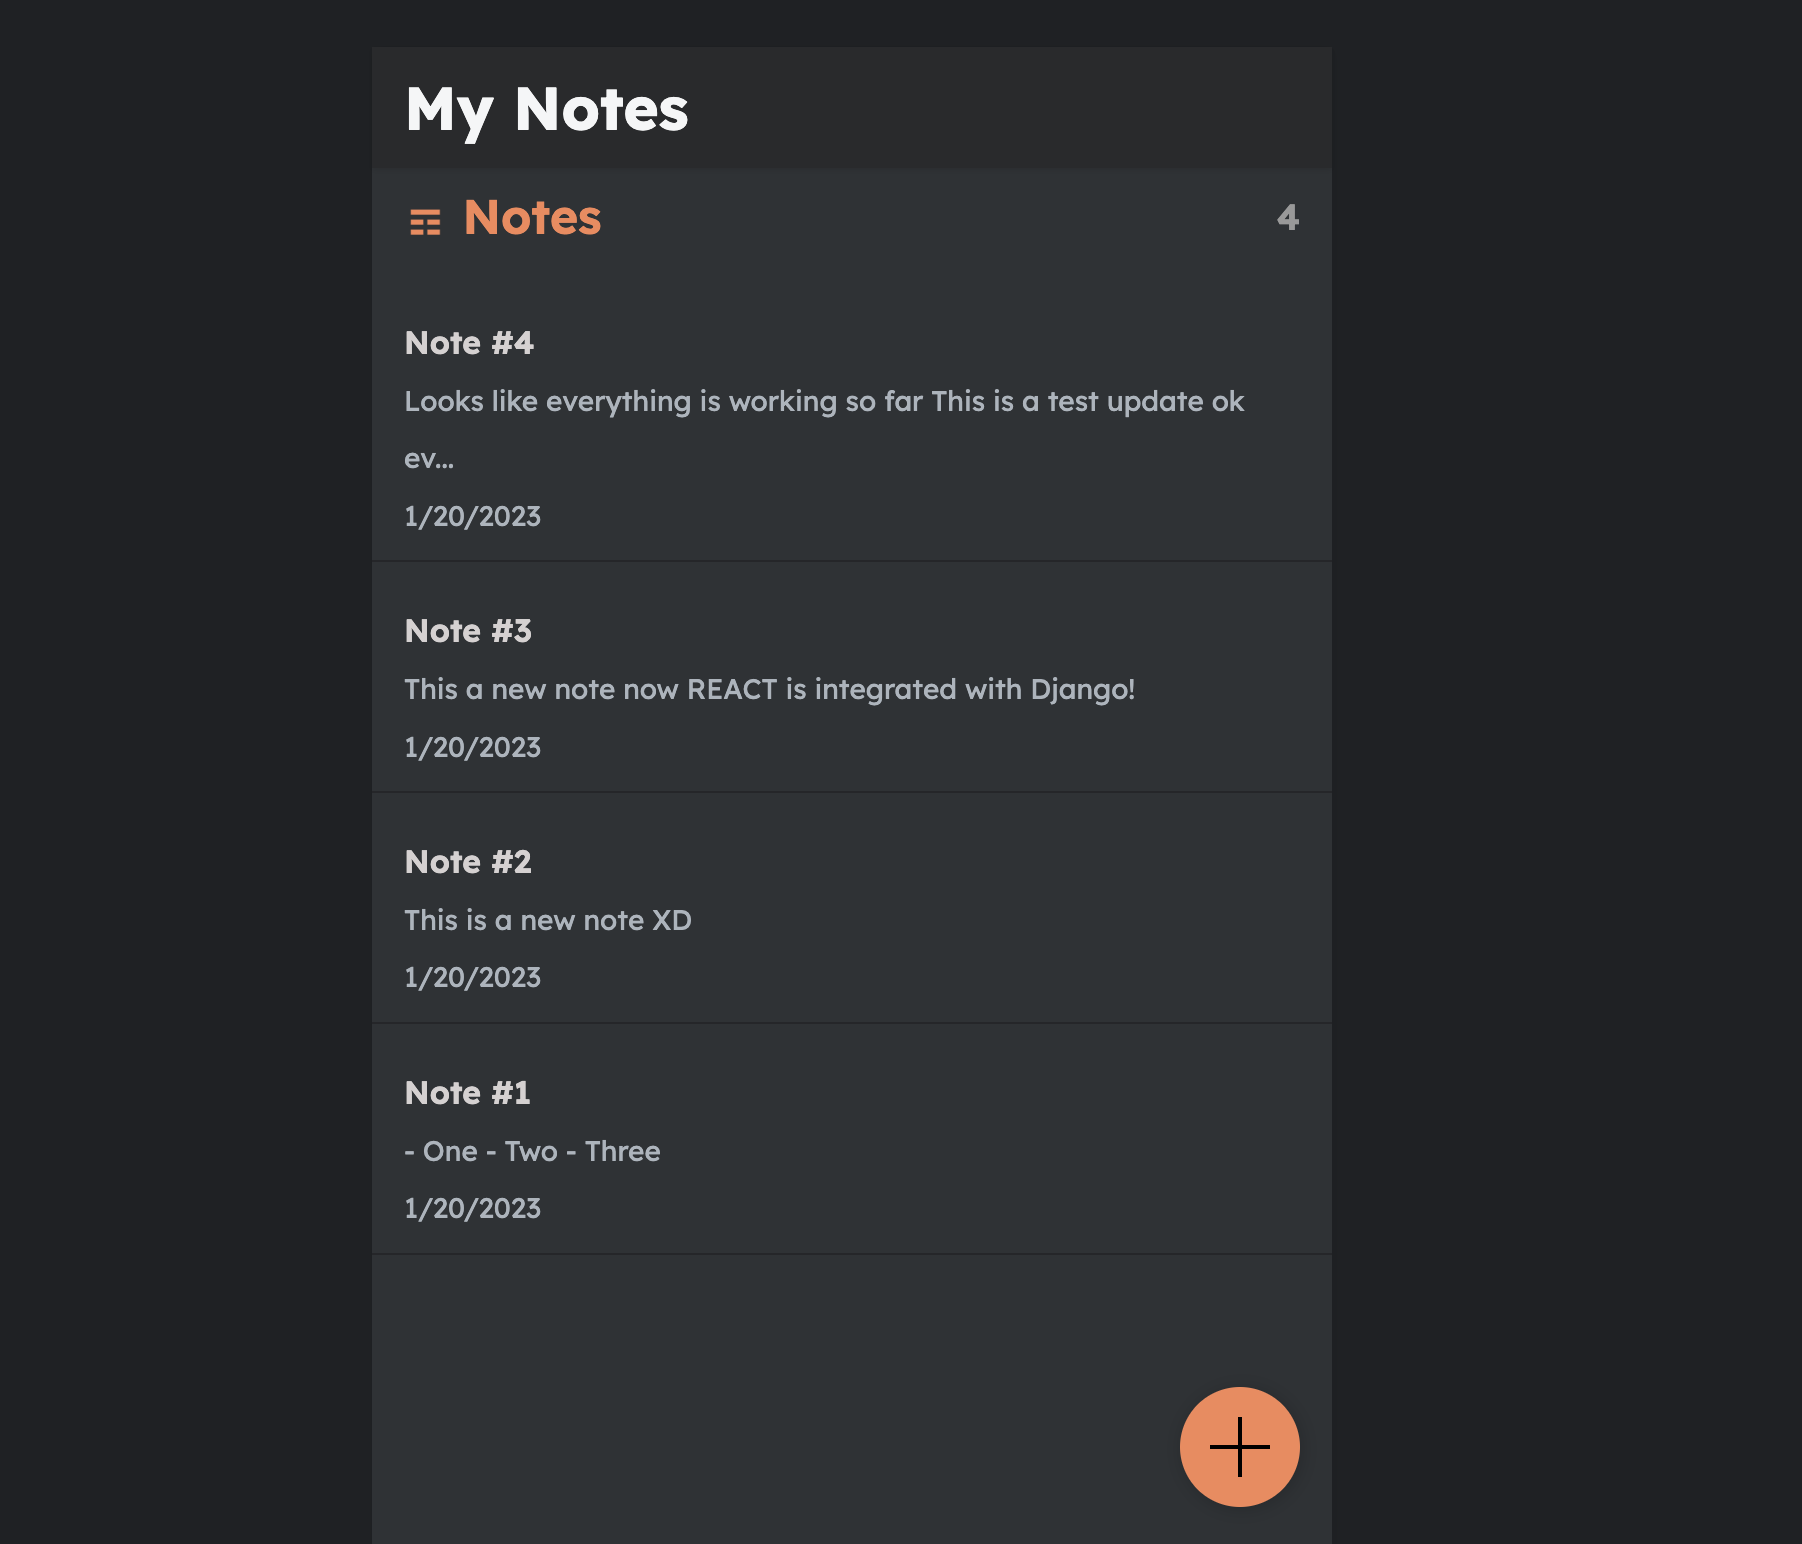 My Notes
Notes
4
Note #4
Looks like everything is working so far This is a test update ok
ev...
1/20/2023
Note #3
This a new note now REACT is integrated with Django!
1/20/2023
Note #2
This is a new note XD
1/20/2023
Note #1
- One - Two - Three
1/20/2023